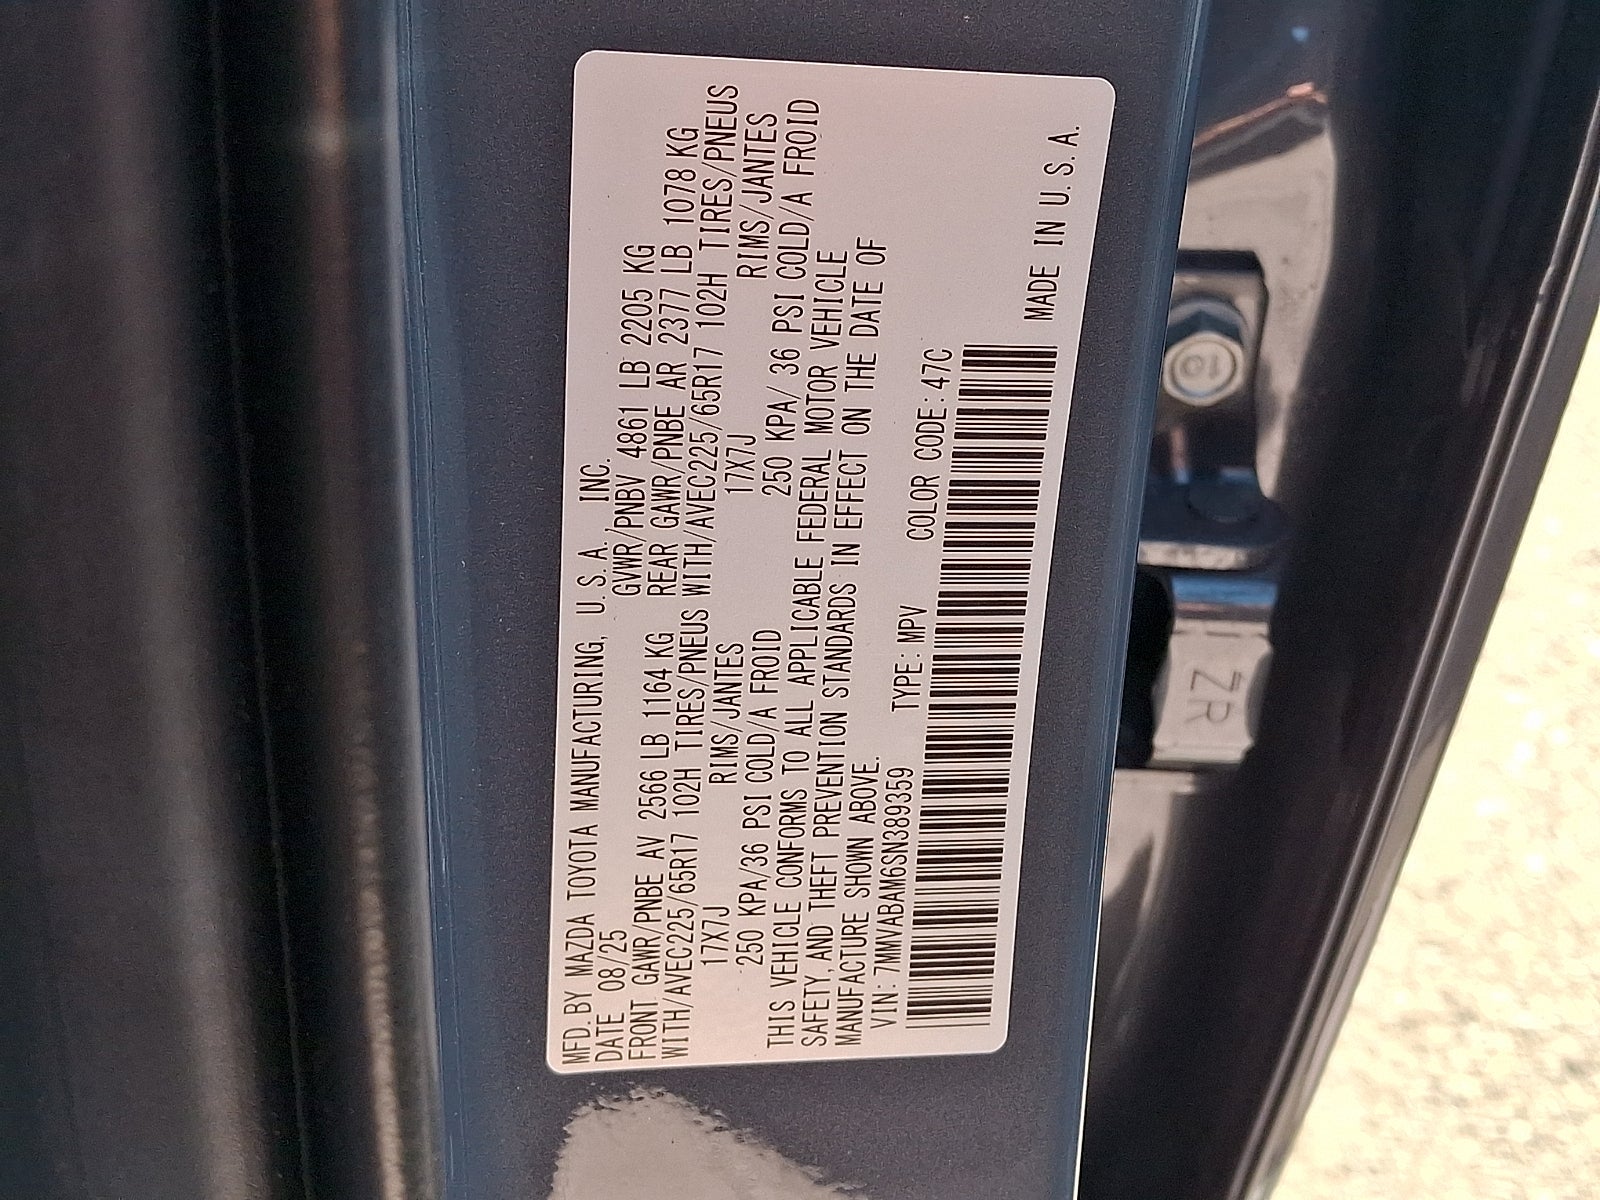 MFD. BY MAZDA TOYOTA MANUFACTURING, U.S.A., INC.
DATE 08/25 GVWR/PNBV 4861 LB 2205 KG
FRONT GAWR/PNBE AV 2566 LB 1164 KG REAR GAWR/PNBE AR 2377 LB 1078 KG
WITH/AVEC225/65R17 102H TIRES/PNEUS WITH/AVEC225/65R17 102H TIRES/PNEUS
17X7J RIMS/JANTES 17X7J RIMS/JANTES
250 KPA/36 PSI COLD/A FROID 250 KPA/ 36 PSI COLD/A FROID
THIS VEHICLE CONFORMS TO ALL APPLICABLE FEDERAL MOTOR VEHICLE
SAFETY, AND THEFT PREVENTION STANDARDS IN EFFECT ON THE DATE OF
MANUFACTURE SHOWN ABOVE.
VIN: 7MMVABAM6SN389359 TYPE: MPV COLOR CODE: 47C
MADE IN U.S.A.
10
ZR